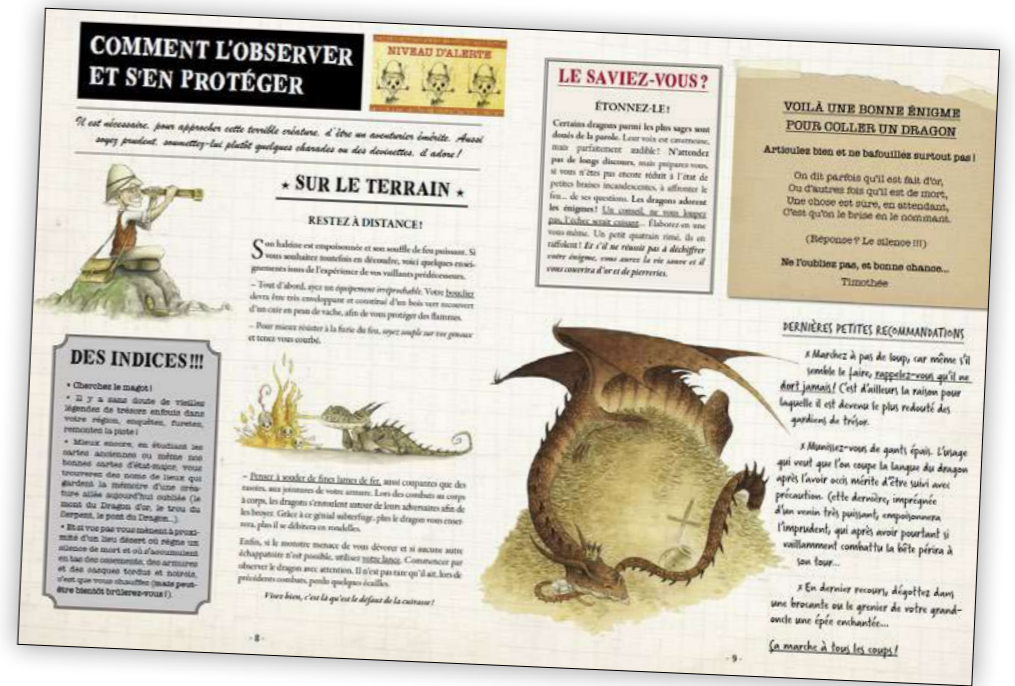 COMMENT L'OBSERVER
ET S'EN PROTÉGER
NIVEAU D'ALERTE
Il est nécessaire, pour approcher cette terrible créature, d'être un aventurier émérite. Aussi
soyez prudent, soumettez-lui plutôt quelques charades ou des devinettes, il adore !
SUR LE TERRAIN
RESTEZ À DISTANCE !
Son haleine est empoisonnée et son souffle de feu puissant. Si
vous souhaitez toutefois en découdre, voici quelques ensei-
gnements issus de l'expérience de vos vaillants prédécesseurs.
– Tout d'abord, ayez un équipement irréprochable. Votre bouclier
devra être très enveloppant et constitué d'un bois vert recouvert
d'un cuir en peau de vache, afin de vous protéger des flammes.
– Pour mieux résister à la furie du feu, soyez souple sur vos genoux
et tenez vous courbé.
DES INDICES !!!
• Cherchez le magot !
• Il y a sans doute de vieilles
légendes de trésors enfouis dans
votre région, enquêtez, furetez,
remontez la piste !
• Mieux encore, en étudiant les
cartes anciennes ou même nos
bonnes cartes d'état-major, vous
trouverez des noms de lieux qui
gardent la mémoire d'une créa-
ture ailée aujourd'hui oubliée (le
mont du Dragon d'or, le trou du
Serpent, le pont du Dragon...).
• Et si vos pas vous mènent à proxi-
mité d'un lieu désert où règne un
silence de mort et où s'accumulent
en tas des ossements, des armures
et des casques tordus et noircis,
c'est que vous chauffez (mais peut-
être bientôt brûlerez-vous !).
– Penser à souder de fines lames de fer, aussi coupantes que des
rasoirs, aux jointures de votre armure. Lors des combats au corps
à corps, les dragons s'enroulent autour de leurs adversaires afin de
les broyer. Grâce à ce génial subterfuge, plus le dragon vous enser-
rera, plus il se débitera en rondelles.
Enfin, si le monstre menace de vous dévorer et si aucune autre
échappatoire n'est possible, utilisez votre lance. Commencez par
observer le dragon avec attention. Il n'est pas rare qu'il ait, lors de
précédents combats, perdu quelques écailles.
Visez bien, c'est là qu'est le défaut de la cuirasse !
- 8 -
LE SAVIEZ-VOUS ?
ÉTONNEZ-LE !
Certains dragons parmi les plus sages sont
doués de la parole. Leur voix est caverneuse,
mais parfaitement audible ! N'attendez
pas de longs discours, mais préparez vous,
si vous n'êtes pas encore réduit à l'état de
petites braises incandescentes, à affronter le
feu... de ses questions. Les dragons adorent
les énigmes ! Un conseil, ne vous loupez
pas, l'échec serait cuisant... Élaborez-en une
vous-même. Un petit quatrain rimé, ils en
raffolent ! Et s'il ne réussit pas à déchiffrer
votre énigme, vous aurez la vie sauve et il
vous couvrira d'or et de pierreries.
VOILÀ UNE BONNE ÉNIGME
POUR COLLER UN DRAGON
Articulez bien et ne bafouillez surtout pas !
On dit parfois qu'il est fait d'or,
Ou d'autres fois qu'il est de mort,
Une chose est sûre, en attendant,
C'est qu'on le brise en le nommant.
(Réponse ? Le silence !!!)
Ne l'oubliez pas, et bonne chance...
Timothée
DERNIÈRES PETITES RECOMMANDATIONS
x Marchez à pas de loup, car même s'il
semble le faire, rappelez-vous qu'il ne
dort jamais ! C'est d'ailleurs la raison pour
laquelle il est devenu le plus redouté des
gardiens de trésor.
x Munissez-vous de gants épais. L'usage
qui veut que l'on coupe la langue du dragon
après l'avoir occis mérite d'être suivi avec
précaution. Cette dernière, imprégnée
d'un venin très puissant, empoisonnera
l'imprudent, qui après avoir pourtant si
vaillamment combattu la bête périra à
son tour...
x En dernier recours, dégottez dans
une brocante ou le grenier de votre grand-
oncle une épée enchantée...
Ça marche à tous les coups !
- 9 -